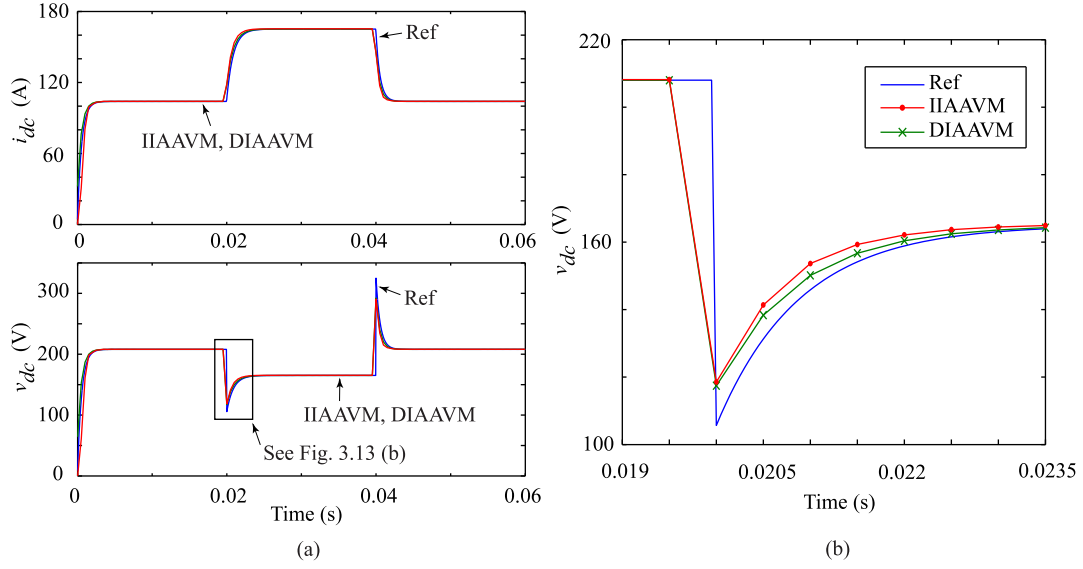 180
120
60
0
i_dc (A)
Ref
IIAAVM, DIAAVM
0
0.02
0.04
0.06
300
200
100
0
v_dc (V)
Ref
IIAAVM, DIAAVM
See Fig. 3.13 (b)
0
0.02
0.04
0.06
Time (s)
(a)
220
160
100
v_dc (V)
Ref
IIAAVM
DIAAVM
0.019
0.0205
0.022
0.0235
Time (s)
(b)